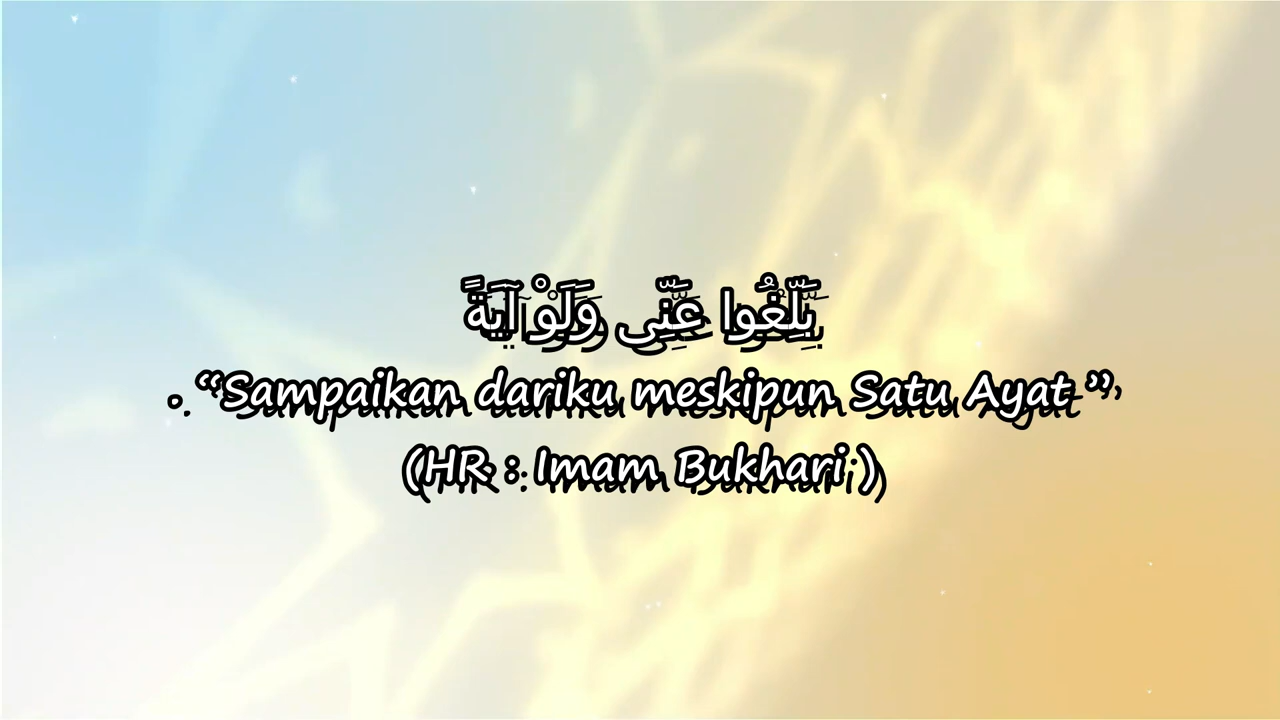 بَلِّغُوا عَنِّى وَلَوْ آيَةً
. “Sampaikan dariku meskipun Satu Ayat ”
(HR : Imam Bukhari )